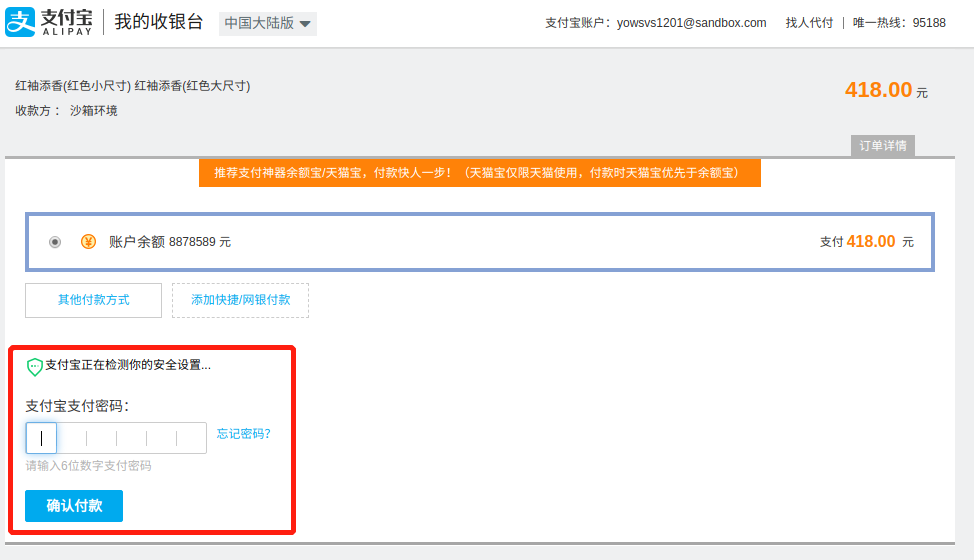 支付宝 ALIPAY 我的收银台 中国大陆版 支付宝账户：yowsvs1201@sandbox.com 找人代付 | 唯一热线：95188
红袖添香(红色小尺寸) 红袖添香(红色大尺寸) 418.00 元
收款方： 沙箱环境
订单详情
推荐支付神器余额宝/天猫宝，付款快人一步！（天猫宝仅限天猫使用，付款时天猫宝优先于余额宝）
账户余额 8878589 元 支付 418.00 元
其他付款方式 添加快捷/网银付款
支付宝正在检测你的安全设置...
支付宝支付密码：
忘记密码？
请输入6位数字支付密码
确认付款